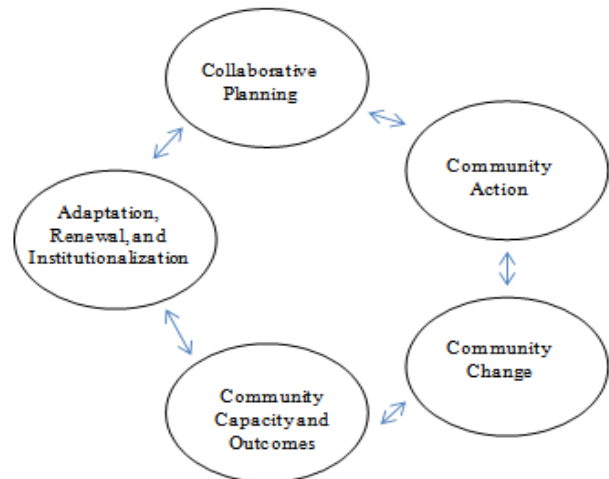 Collaborative
Planning
Community
Action
Adaptation,
Renewal, and
Institutionalization
Community
Change
Community
Capacity and
Outcomes